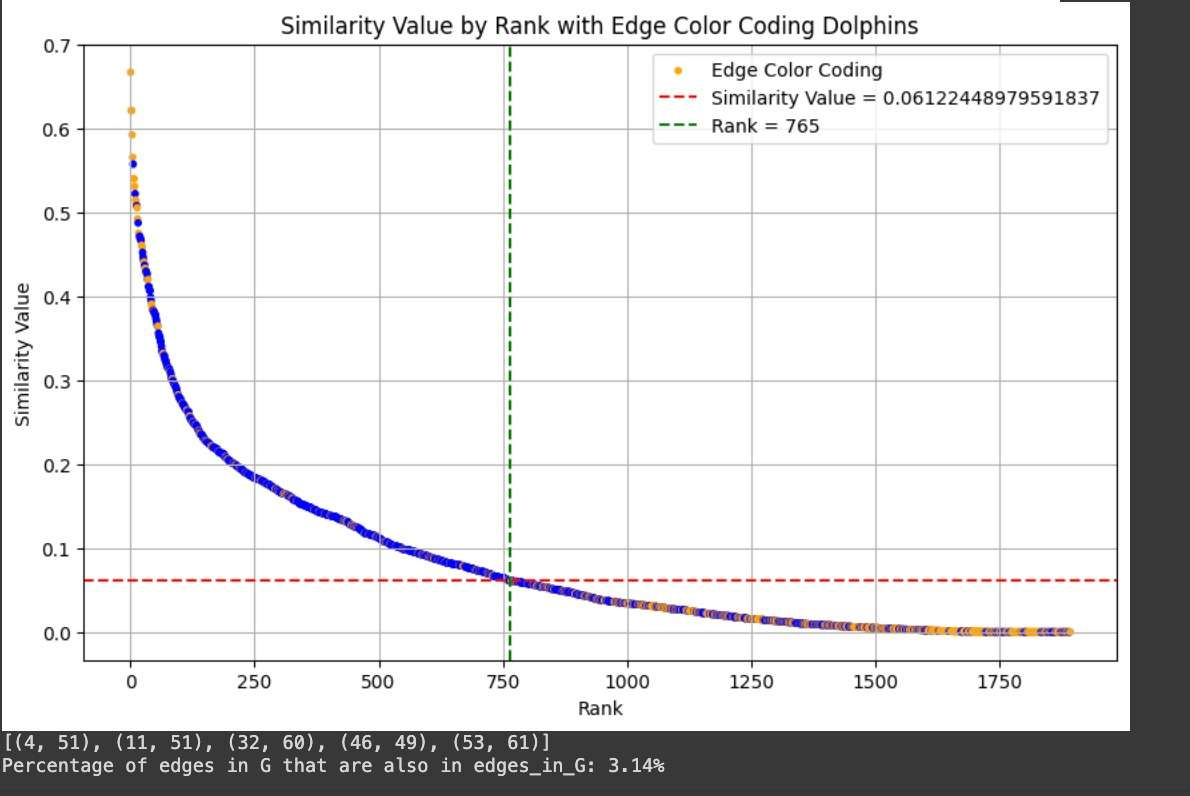 Similarity Value by Rank with Edge Color Coding Dolphins
Edge Color Coding
Similarity Value = 0.06122448979591837
Rank = 765
Similarity Value
0.7
0.6
0.5
0.4
0.3
0.2
0.1
0.0
0 250 500 750 1000 1250 1500 1750
Rank
[(4, 51), (11, 51), (32, 60), (46, 49), (53, 61)]
Percentage of edges in G that are also in edges_in_G: 3.14%